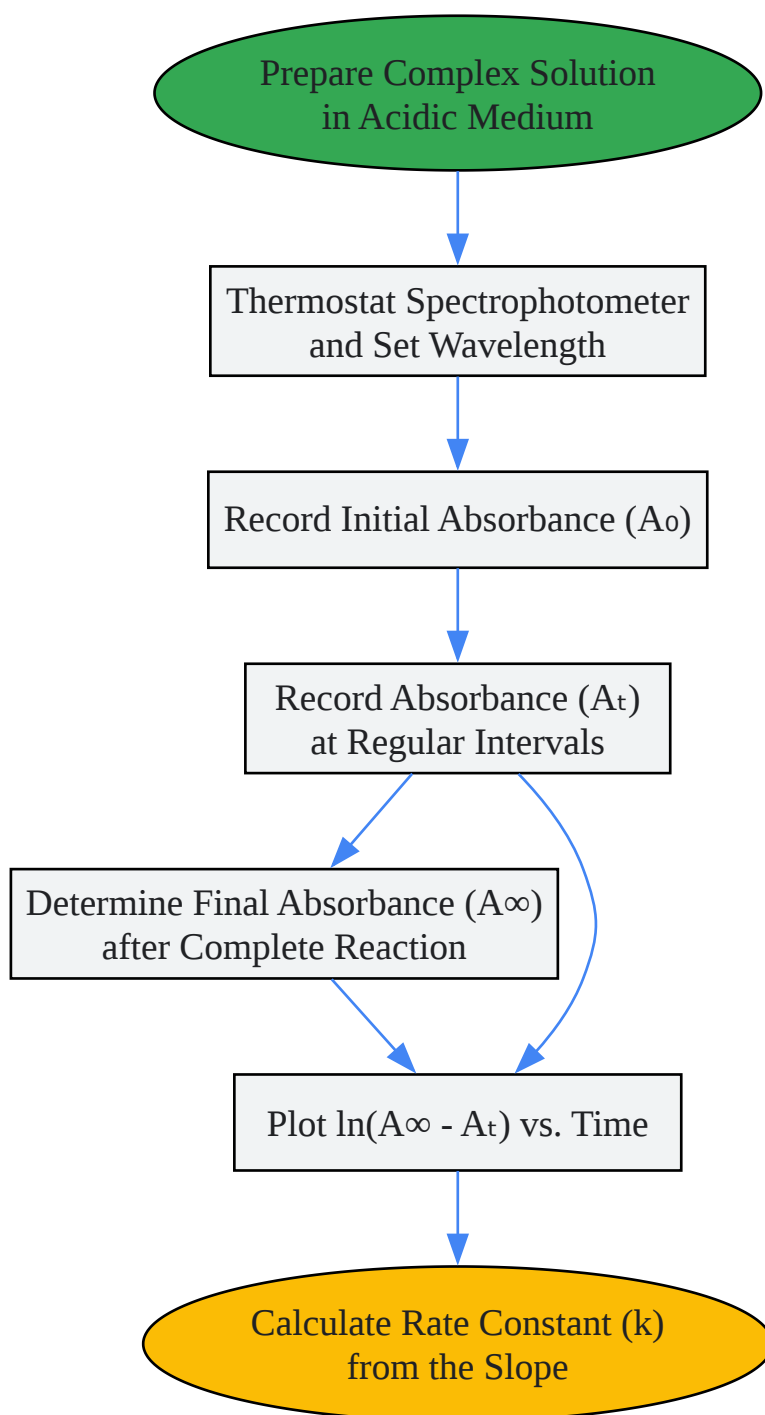 Prepare Complex Solution
in Acidic Medium
Thermostat Spectrophotometer
and Set Wavelength
Record Initial Absorbance (A₀)
Record Absorbance (Aₜ)
at Regular Intervals
Determine Final Absorbance (A∞)
after Complete Reaction
Plot ln(A∞ - Aₜ) vs. Time
Calculate Rate Constant (k)
from the Slope